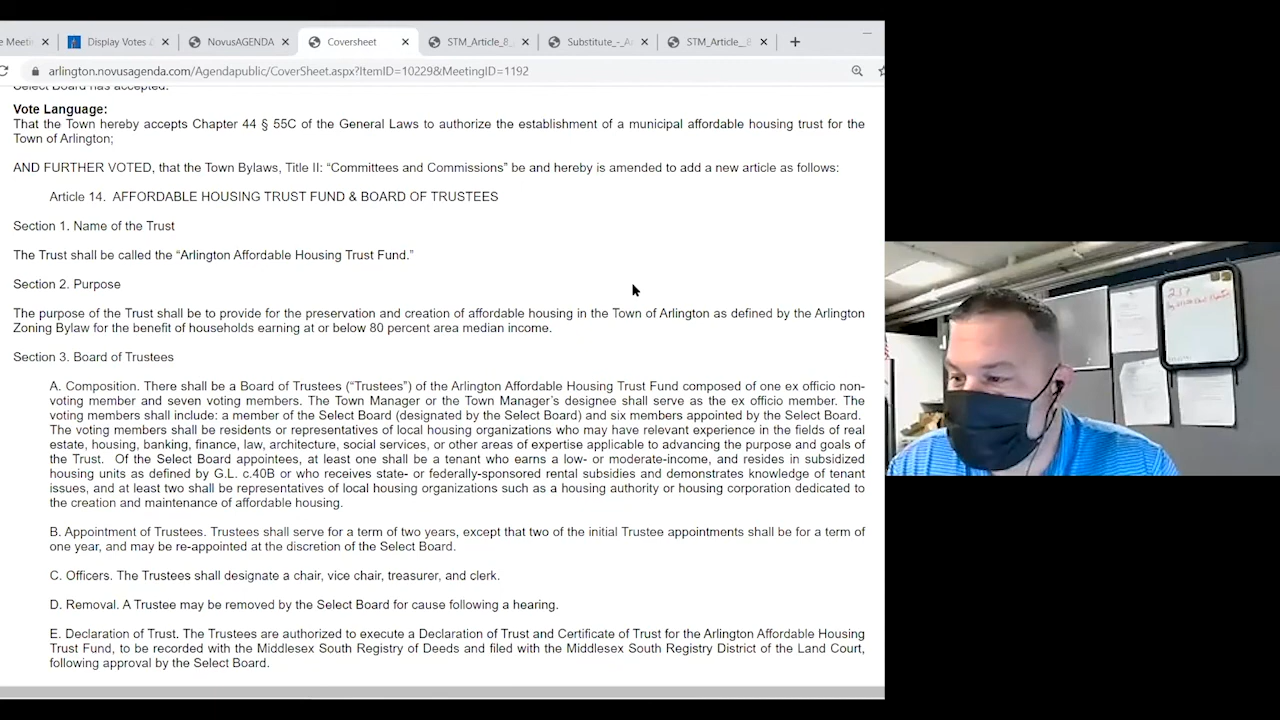 e Meeti
Display Votes &
NovusAGENDA
Coversheet
STM_Article_8_
Substitute_-_Ar
STM_Article__8
arlington.novusagenda.com/Agendapublic/CoverSheet.aspx?ItemID=10229&MeetingID=1192
Select Board has accepted.
Vote Language:
That the Town hereby accepts Chapter 44 § 55C of the General Laws to authorize the establishment of a municipal affordable housing trust for the
Town of Arlington;
AND FURTHER VOTED, that the Town Bylaws, Title II: “Committees and Commissions” be and hereby is amended to add a new article as follows:
Article 14. AFFORDABLE HOUSING TRUST FUND & BOARD OF TRUSTEES
Section 1. Name of the Trust
The Trust shall be called the “Arlington Affordable Housing Trust Fund.”
Section 2. Purpose
The purpose of the Trust shall be to provide for the preservation and creation of affordable housing in the Town of Arlington as defined by the Arlington
Zoning Bylaw for the benefit of households earning at or below 80 percent area median income.
Section 3. Board of Trustees
A. Composition. There shall be a Board of Trustees (“Trustees”) of the Arlington Affordable Housing Trust Fund composed of one ex officio non-
voting member and seven voting members. The Town Manager or the Town Manager’s designee shall serve as the ex officio member. The
voting members shall include: a member of the Select Board (designated by the Select Board) and six members appointed by the Select Board.
The voting members shall be residents or representatives of local housing organizations who may have relevant experience in the fields of real
estate, housing, banking, finance, law, architecture, social services, or other areas of expertise applicable to advancing the purpose and goals of
the Trust. Of the Select Board appointees, at least one shall be a tenant who earns a low- or moderate-income, and resides in subsidized
housing units as defined by G.L. c.40B or who receives state- or federally-sponsored rental subsidies and demonstrates knowledge of tenant
issues, and at least two shall be representatives of local housing organizations such as a housing authority or housing corporation dedicated to
the creation and maintenance of affordable housing.
B. Appointment of Trustees. Trustees shall serve for a term of two years, except that two of the initial Trustee appointments shall be for a term of
one year, and may be re-appointed at the discretion of the Select Board.
C. Officers. The Trustees shall designate a chair, vice chair, treasurer, and clerk.
D. Removal. A Trustee may be removed by the Select Board for cause following a hearing.
E. Declaration of Trust. The Trustees are authorized to execute a Declaration of Trust and Certificate of Trust for the Arlington Affordable Housing
Trust Fund, to be recorded with the Middlesex South Registry of Deeds and filed with the Middlesex South Registry District of the Land Court,
following approval by the Select Board.